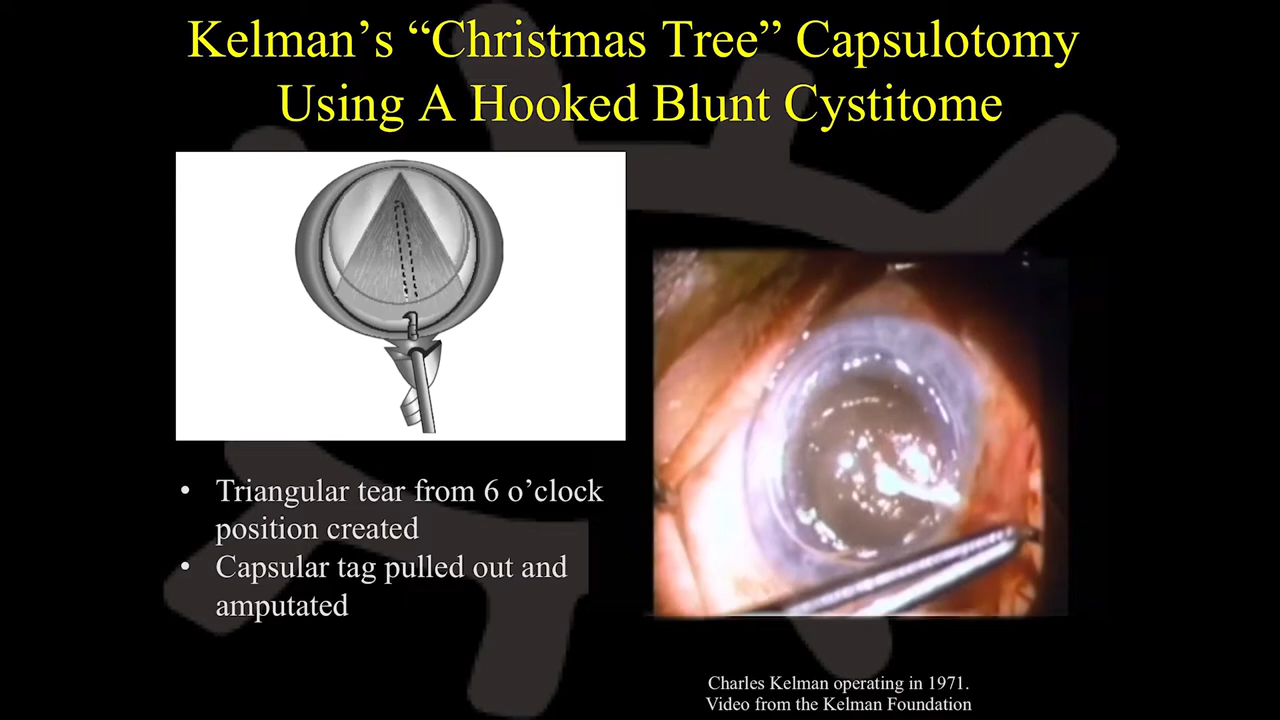 Kelman’s “Christmas Tree” Capsulotomy
Using A Hooked Blunt Cystitome
• Triangular tear from 6 o’clock
position created
• Capsular tag pulled out and
amputated
Charles Kelman operating in 1971.
Video from the Kelman Foundation